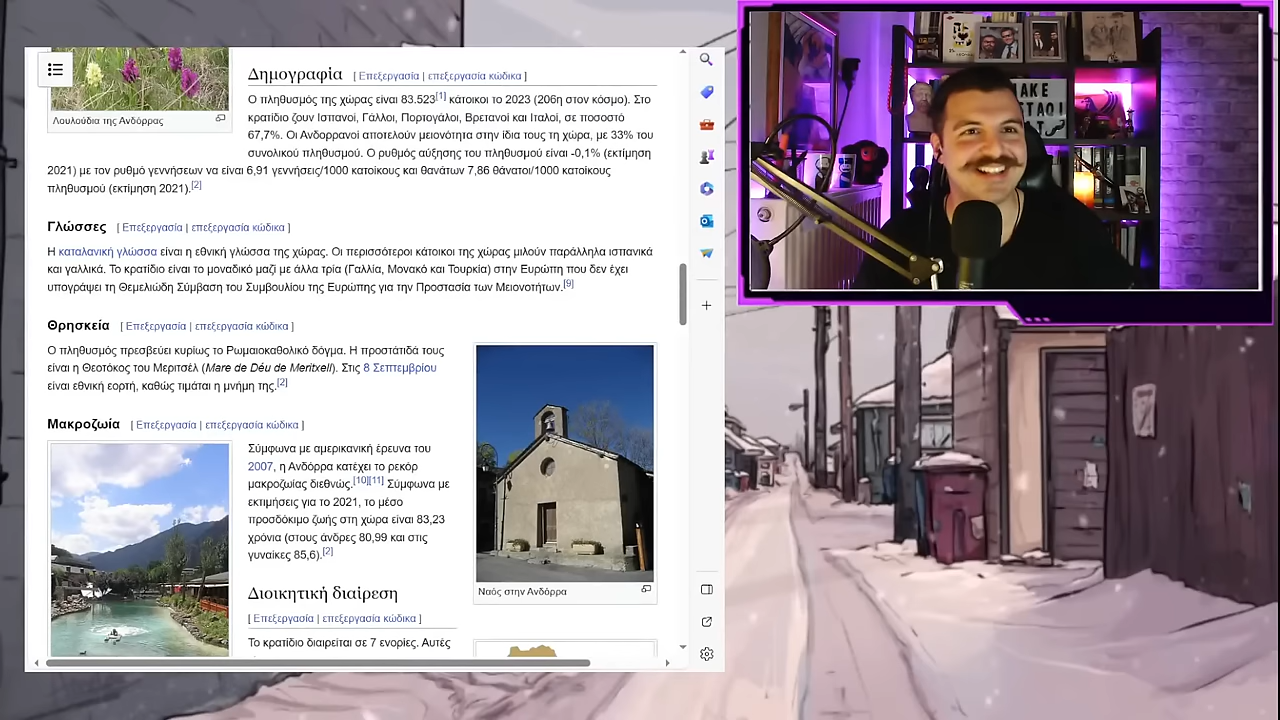 Λουλούδια της Ανδόρρας
Δημογραφία [ Επεξεργασία | επεξεργασία κώδικα ]
Ο πληθυσμός της χώρας είναι 83.523[1] κάτοικοι το 2023 (206η στον κόσμο). Στο
κρατίδιο ζουν Ισπανοί, Γάλλοι, Πορτογάλοι, Βρετανοί και Ιταλοί, σε ποσοστό
67,7%. Οι Ανδορρανοί αποτελούν μειονότητα στην ίδια τους τη χώρα, με 33% του
συνολικού πληθυσμού. Ο ρυθμός αύξησης του πληθυσμού είναι -0,1% (εκτίμηση
2021) με τον ρυθμό γεννήσεων να είναι 6,91 γεννήσεις/1000 κατοίκους και θανάτων 7,86 θάνατοι/1000 κατοίκους
πληθυσμού (εκτίμηση 2021).[2]
Γλώσσες [ Επεξεργασία | επεξεργασία κώδικα ]
Η καταλανική γλώσσα είναι η εθνική γλώσσα της χώρας. Οι περισσότεροι κάτοικοι της χώρας μιλούν παράλληλα ισπανικά
και γαλλικά. Το κρατίδιο είναι το μοναδικό μαζί με άλλα τρία (Γαλλία, Μονακό και Τουρκία) στην Ευρώπη που δεν έχει
υπογράψει τη Θεμελιώδη Σύμβαση του Συμβουλίου της Ευρώπης για την Προστασία των Μειονοτήτων.[9]
Θρησκεία [ Επεξεργασία | επεξεργασία κώδικα ]
Ο πληθυσμός πρεσβεύει κυρίως το Ρωμαιοκαθολικό δόγμα. Η προστάτιδά τους
είναι η Θεοτόκος του Μεριτσέλ (Mare de Déu de Meritxell). Στις 8 Σεπτεμβρίου
είναι εθνική εορτή, καθώς τιμάται η μνήμη της.[2]
Μακροζωία [ Επεξεργασία | επεξεργασία κώδικα ]
Σύμφωνα με αμερικανική έρευνα του
2007, η Ανδόρρα κατέχει το ρεκόρ
μακροζωίας διεθνώς.[10][11] Σύμφωνα με
εκτιμήσεις για το 2021, το μέσο
προσδόκιμο ζωής στη χώρα είναι 83,23
χρόνια (στους άνδρες 80,99 και στις
γυναίκες 85,6).[2]
Ναός στην Ανδόρρα
Διοικητική διαίρεση
[ Επεξεργασία | επεξεργασία κώδικα ]
Το κρατίδιο διαιρείται σε 7 ενορίες. Αυτές